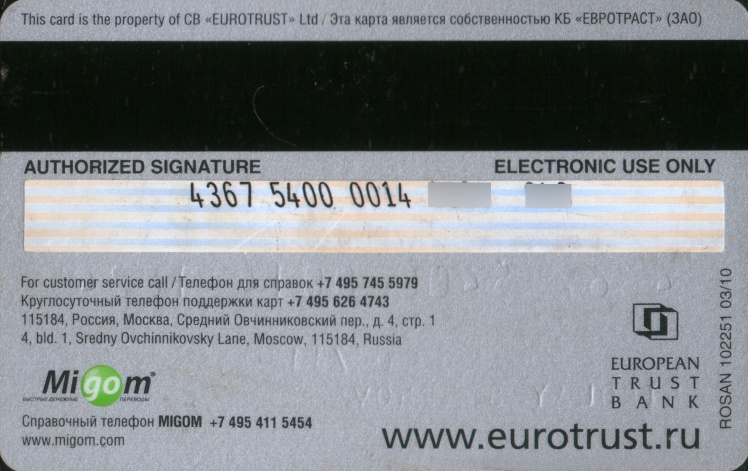 This card is the property of CB «EUROTRUST» Ltd / Эта карта является собственностью КБ «ЕВРОТРАСТ» (ЗАО)
AUTHORIZED SIGNATURE ELECTRONIC USE ONLY
4367 5400 0014
For customer service call / Телефон для справок +7 495 745 5979
Круглосуточный телефон поддержки карт +7 495 626 4743
115184, Россия, Москва, Средний Овчинниковский пер., д. 4, стр. 1
4, bld. 1, Sredny Ovchinnikovsky Lane, Moscow, 115184, Russia
Migom
БЫСТРЫЕ ДЕНЕЖНЫЕ ПЕРЕВОДЫ
Справочный телефон MIGOM +7 495 411 5454
www.migom.com
EUROPEAN
TRUST
BANK
www.eurotrust.ru
ROSAN 102251 03/10